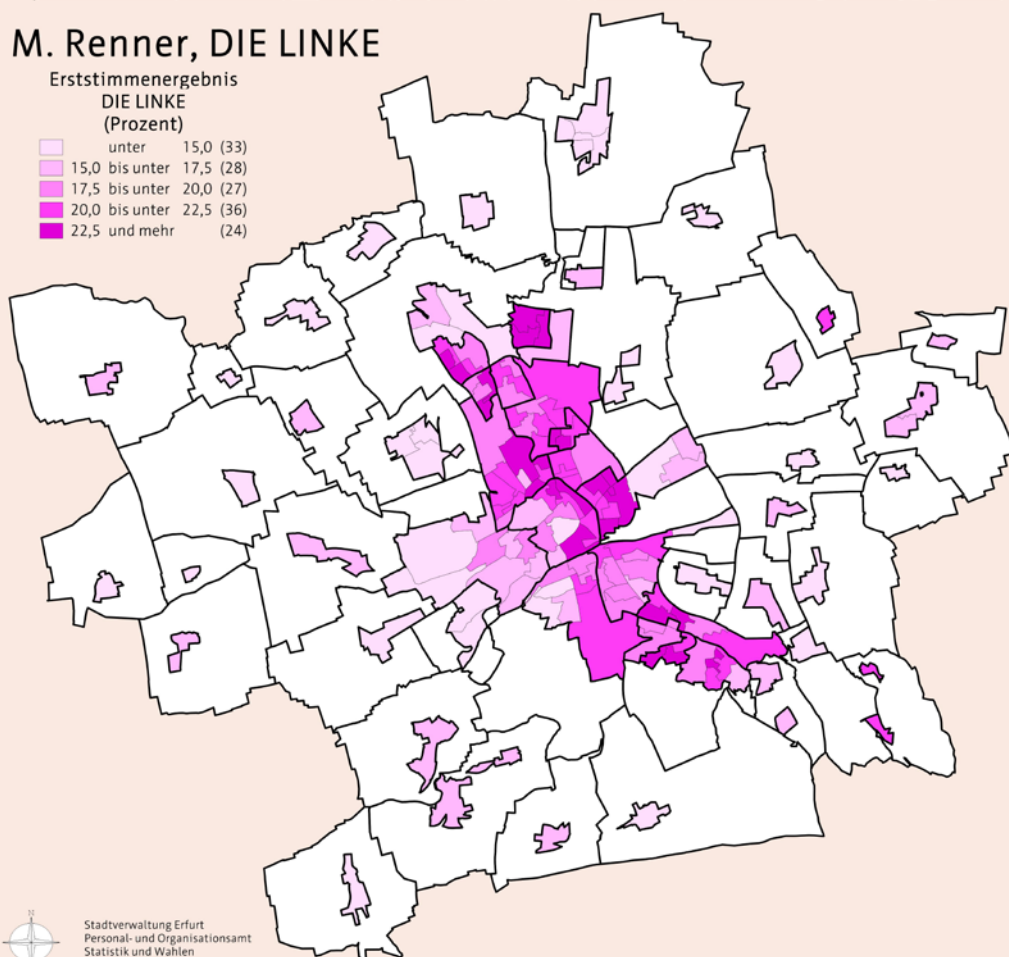 M. Renner, DIE LINKE
Erststimmenergebnis
DIE LINKE
(Prozent)
unter 15,0 (33)
15,0 bis unter 17,5 (28)
17,5 bis unter 20,0 (27)
20,0 bis unter 22,5 (36)
22,5 und mehr (24)
N
Stadtverwaltung Erfurt
Personal- und Organisationsamt
Statistik und Wahlen